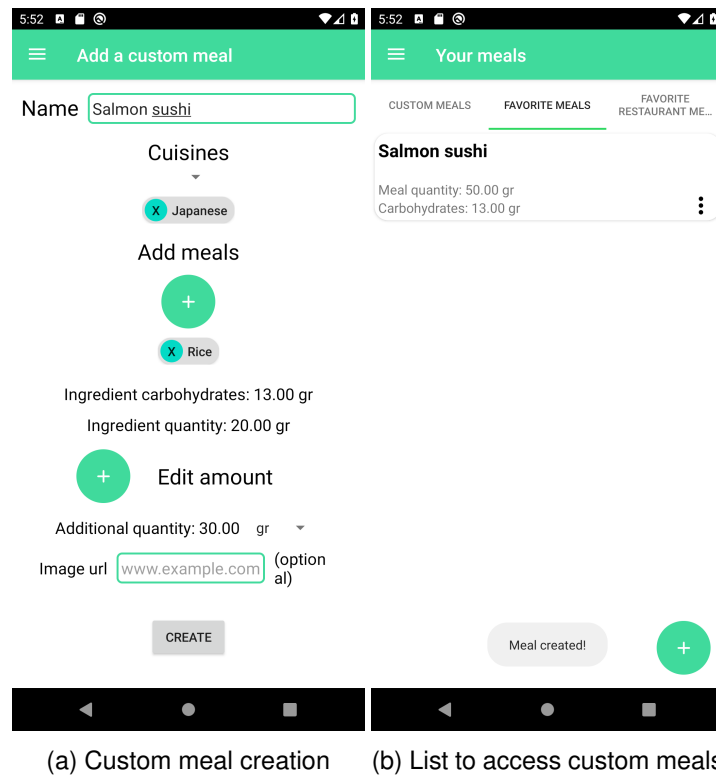 5:52
Add a custom meal
Name
Salmon sushi
Cuisines
X Japanese
Add meals
+
X Rice
Ingredient carbohydrates: 13.00 gr
Ingredient quantity: 20.00 gr
+ Edit amount
Additional quantity: 30.00 gr
Image url www.example.com (option
al)
CREATE
(a) Custom meal creation
5:52
Your meals
CUSTOM MEALS
FAVORITE MEALS
FAVORITE
RESTAURANT ME...
Salmon sushi
Meal quantity: 50.00 gr
Carbohydrates: 13.00 gr
Meal created!
+
(b) List to access custom meals